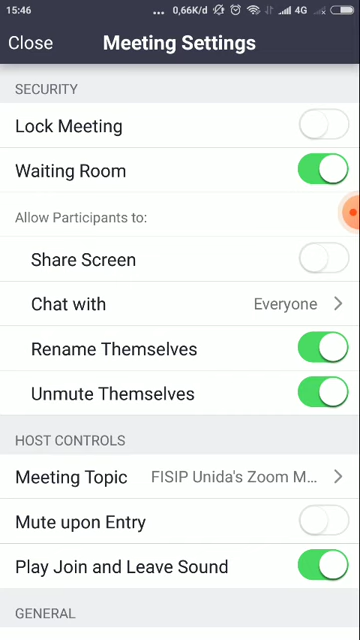 15:46 ... 0,66K/d 4G
Close Meeting Settings
SECURITY
Lock Meeting
Waiting Room
Allow Participants to:
Share Screen
Chat with Everyone
Rename Themselves
Unmute Themselves
HOST CONTROLS
Meeting Topic FISIP Unida's Zoom M...
Mute upon Entry
Play Join and Leave Sound
GENERAL